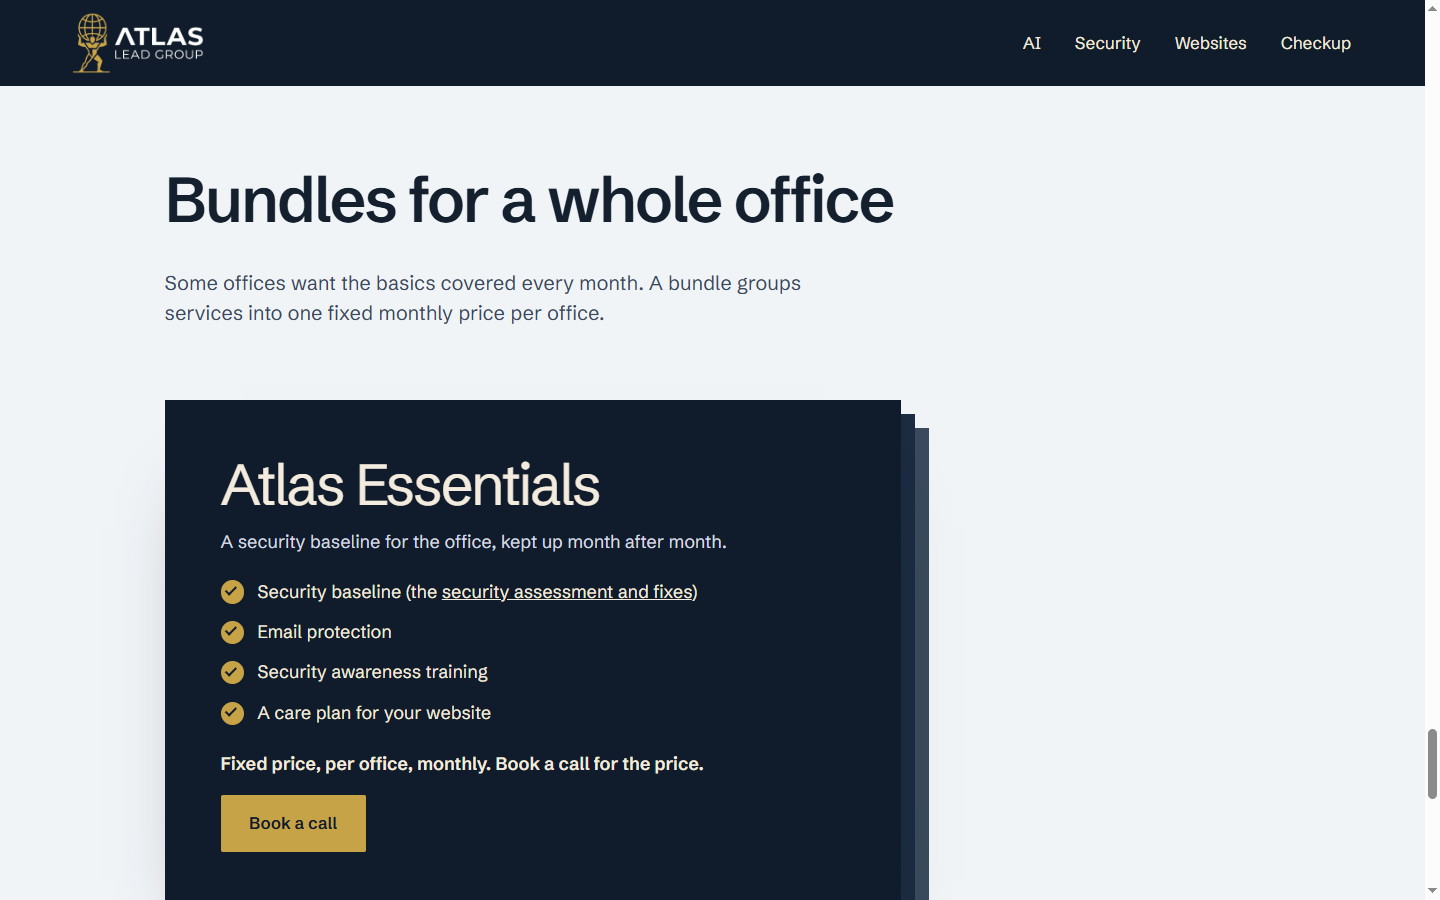 ATLAS
LEAD GROUP
AI
Security
Websites
Checkup
Bundles for a whole office
Some offices want the basics covered every month. A bundle groups
services into one fixed monthly price per office.
Atlas Essentials
A security baseline for the office, kept up month after month.
Security baseline (the security assessment and fixes)
Email protection
Security awareness training
A care plan for your website
Fixed price, per office, monthly. Book a call for the price.
Book a call